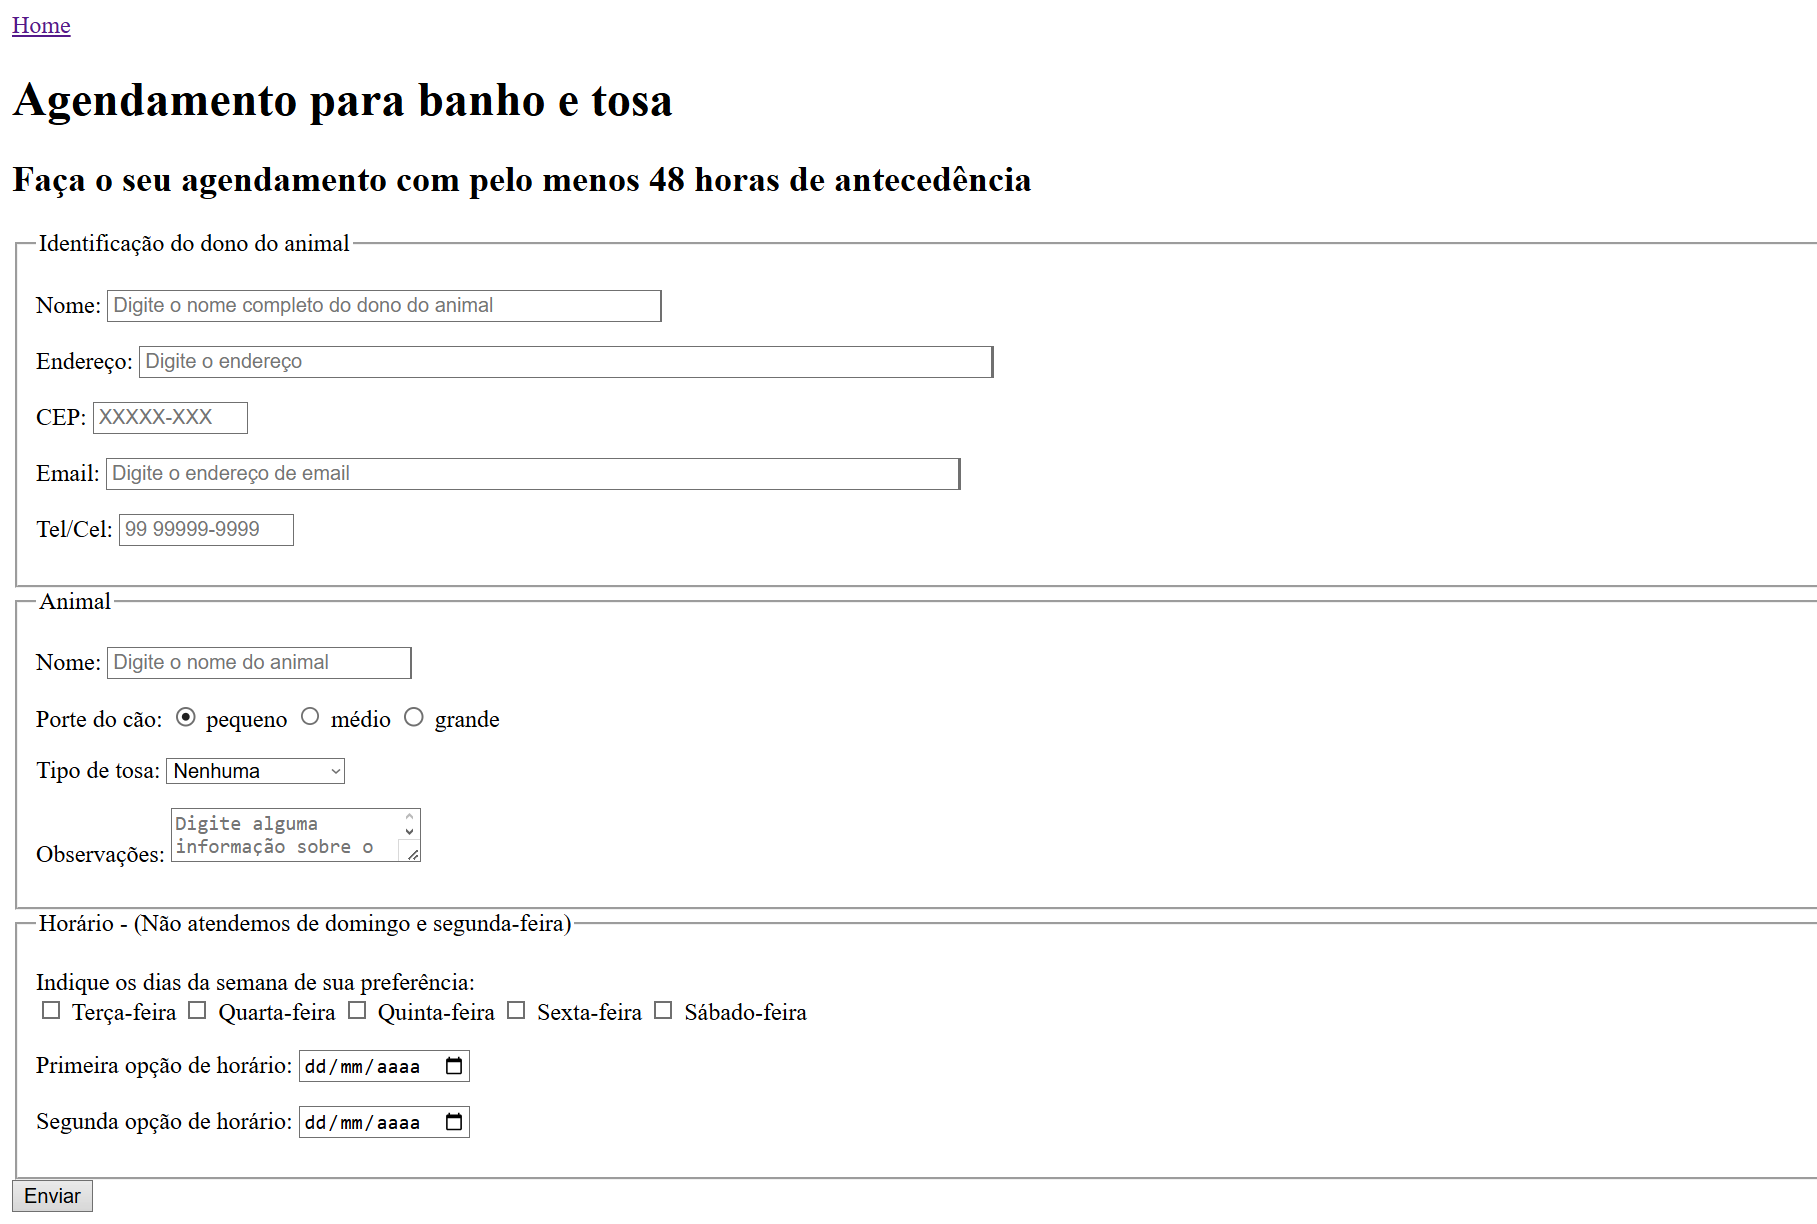 Home
Agendamento para banho e tosa
Faça o seu agendamento com pelo menos 48 horas de antecedência
Identificação do dono do animal
Nome: Digite o nome completo do dono do animal
Endereço: Digite o endereço
CEP: XXXXX-XXX
Email: Digite o endereço de email
Tel/Cel: 99 99999-9999
Animal
Nome: Digite o nome do animal
Porte do cão: pequeno médio grande
Tipo de tosa: Nenhuma
Observações: Digite alguma
informação sobre o
Horário - (Não atendemos de domingo e segunda-feira)
Indique os dias da semana de sua preferência:
Terça-feira Quarta-feira Quinta-feira Sexta-feira Sábado-feira
Primeira opção de horário: dd/mm/aaaa
Segunda opção de horário: dd/mm/aaaa
Enviar